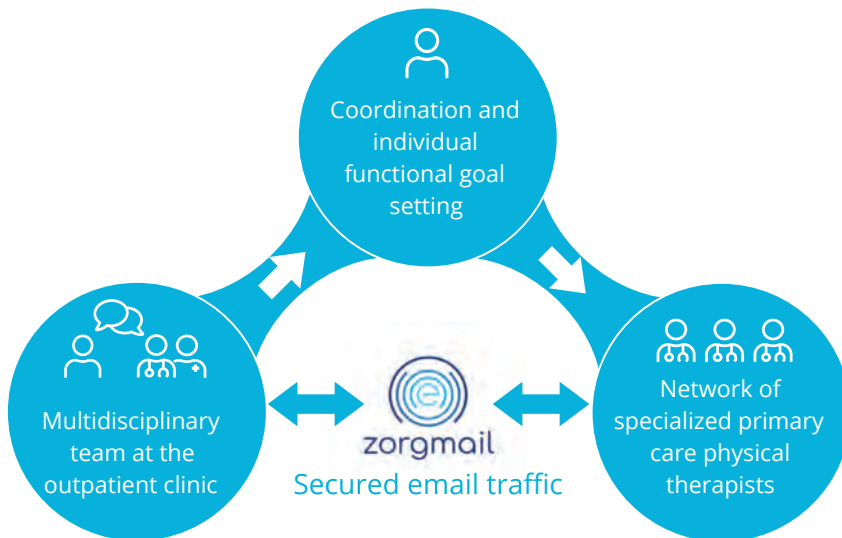 Coordination and
individual
functional goal
setting
Multidisciplinary
team at the
outpatient clinic
e
zorgmail
Secured email traffic
Network of
specialized primary
care physical
therapists